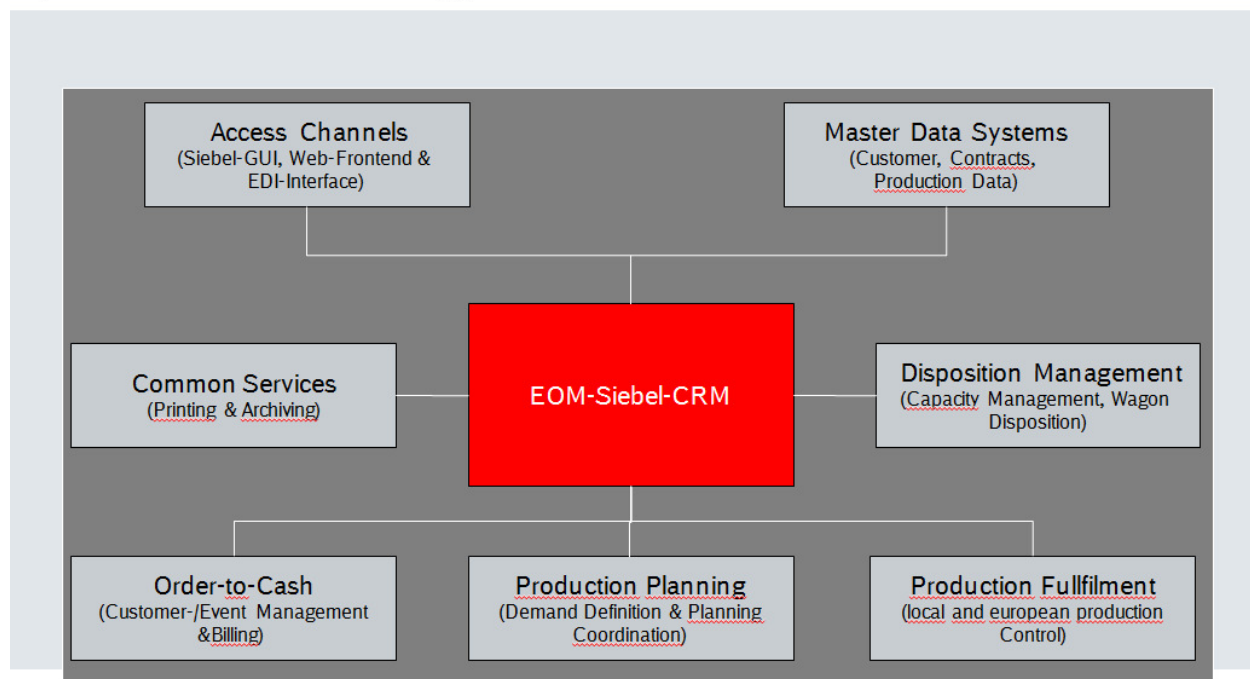 Access Channels
(Siebel-GUI, Web-Frontend &
EDI-Interface)
Master Data Systems
(Customer, Contracts,
Production Data)
Common Services
(Printing & Archiving)
EOM-Siebel-CRM
Disposition Management
(Capacity Management, Wagon
Disposition)
Order-to-Cash
(Customer-/Event Management
&Billing)
Production Planning
(Demand Definition & Planning
Coordination)
Production Fullfilment
(local and european production
Control)